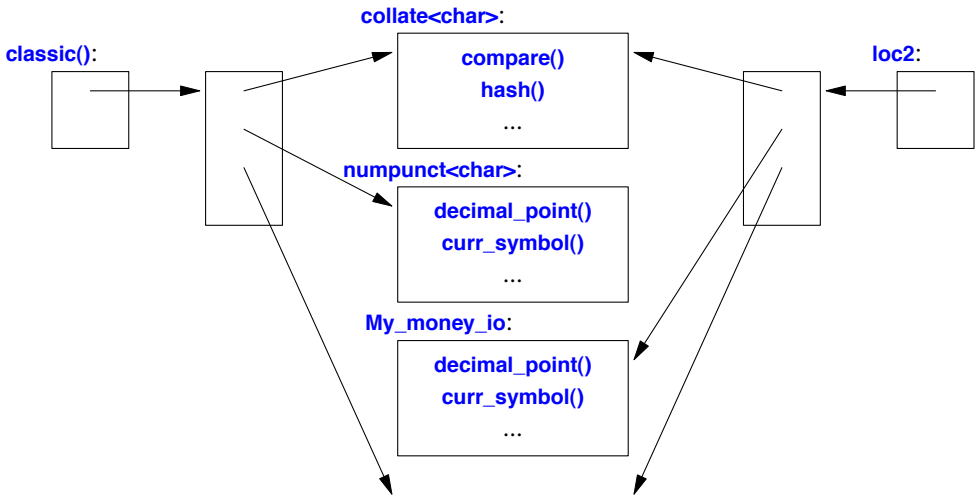 collate<char>:
classic():
loc2:
compare()
hash()
...
numpunct<char>:
decimal_point()
curr_symbol()
...
My_money_io:
decimal_point()
curr_symbol()
...